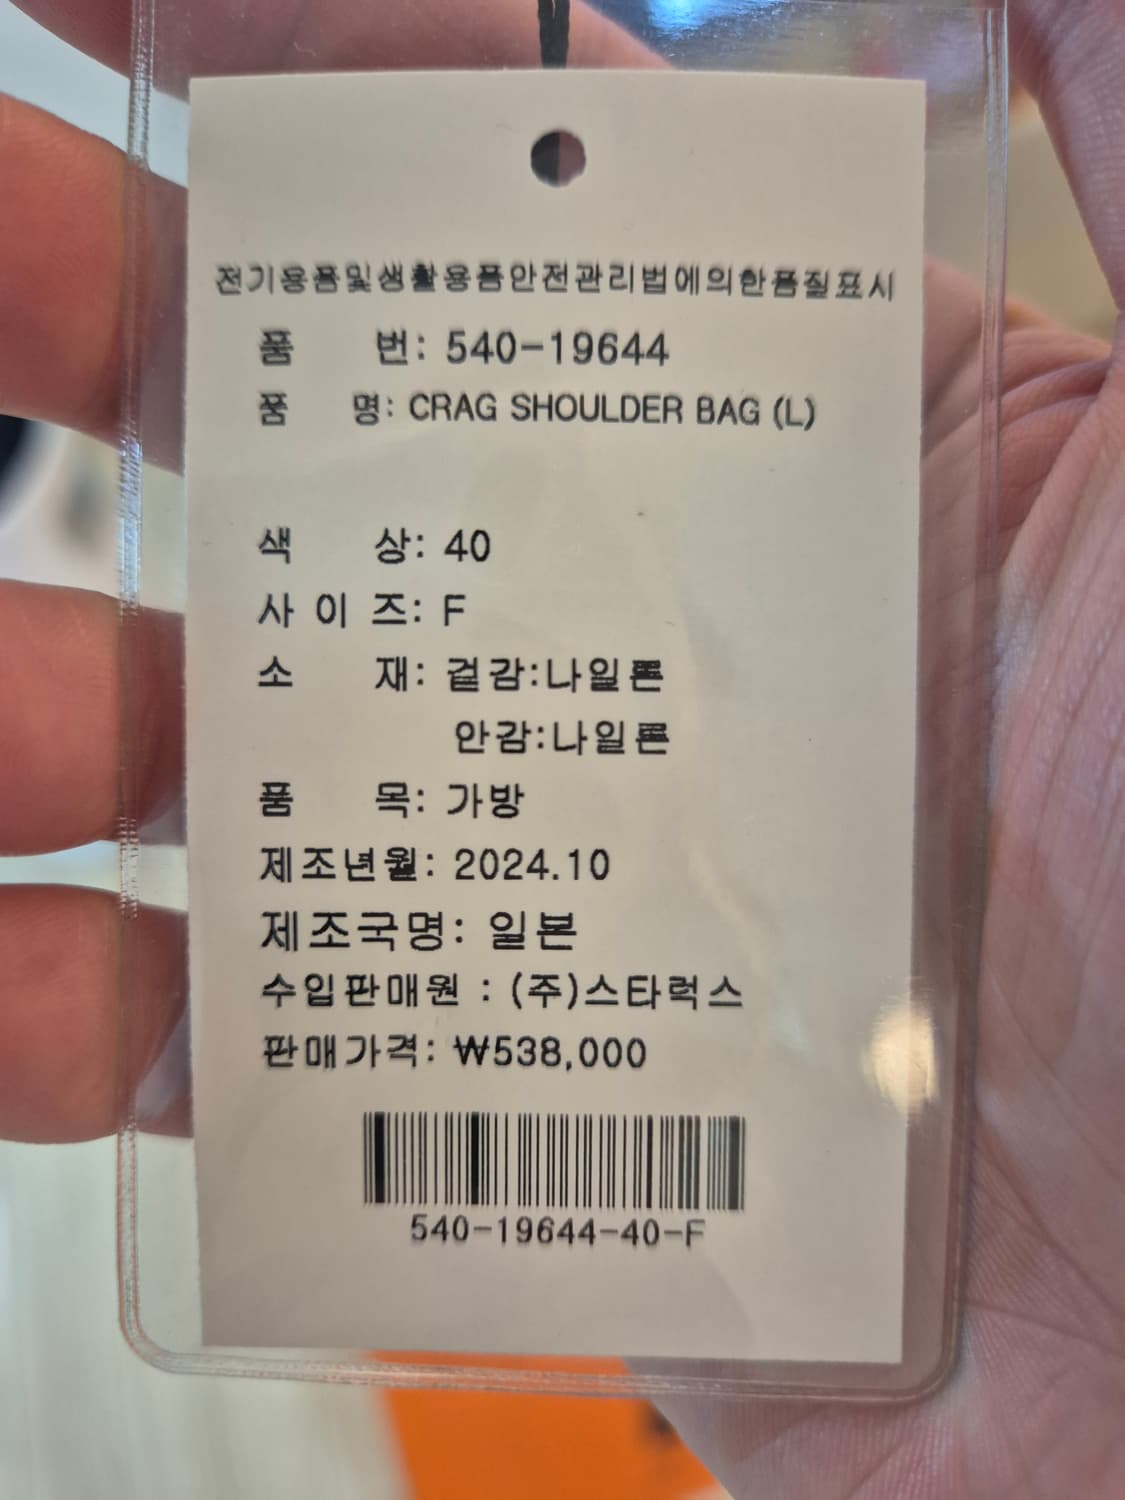 전기용품및생활용품안전관리법에의한품질표시
품 번: 540-19644
품 명: CRAG SHOULDER BAG (L)
색 상: 40
사 이 즈: F
소 재: 겉감:나일론
안감:나일론
품 목: 가방
제조년월: 2024.10
제조국명: 일본
수입판매원 : (주)스타럭스
판매가격: ₩538,000
540-19644-40-F